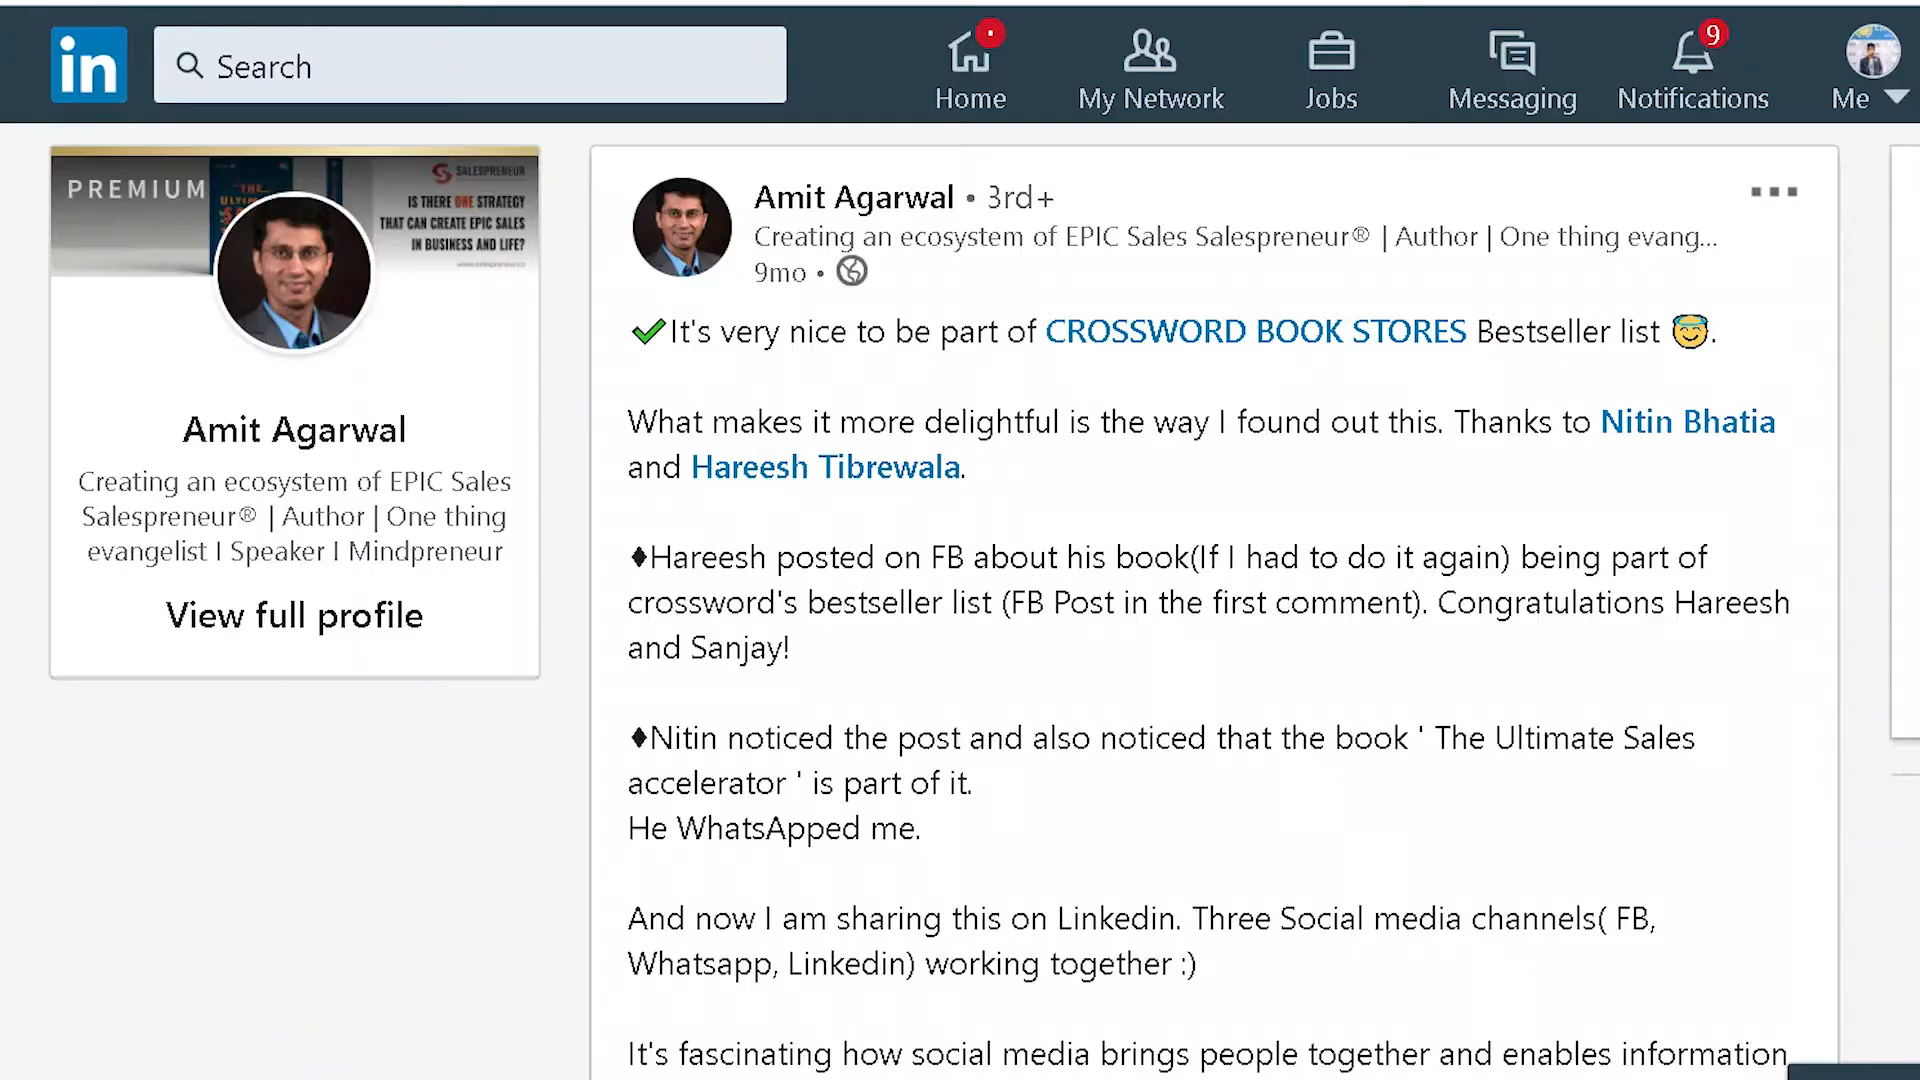 in
Search
Home
My Network
Jobs
Messaging
9
Notifications
Me
PREMIUM
SALESPRENEUR
IS THERE ONE STRATEGY
THAT CAN CREATE EPIC SALES
IN BUSINESS AND LIFE?
Amit Agarwal
Creating an ecosystem of EPIC Sales
Salespreneur® | Author | One thing
evangelist I Speaker I Mindpreneur
View full profile
Amit Agarwal • 3rd+
Creating an ecosystem of EPIC Sales Salespreneur® | Author | One thing evang...
9mo •
✔It's very nice to be part of CROSSWORD BOOK STORES Bestseller list 😇.
What makes it more delightful is the way I found out this. Thanks to Nitin Bhatia
and Hareesh Tibrewala.
♦Hareesh posted on FB about his book(If I had to do it again) being part of
crossword's bestseller list (FB Post in the first comment). Congratulations Hareesh
and Sanjay!
♦Nitin noticed the post and also noticed that the book ' The Ultimate Sales
accelerator ' is part of it.
He WhatsApped me.
And now I am sharing this on Linkedin. Three Social media channels( FB,
Whatsapp, Linkedin) working together :)
It's fascinating how social media brings people together and enables information